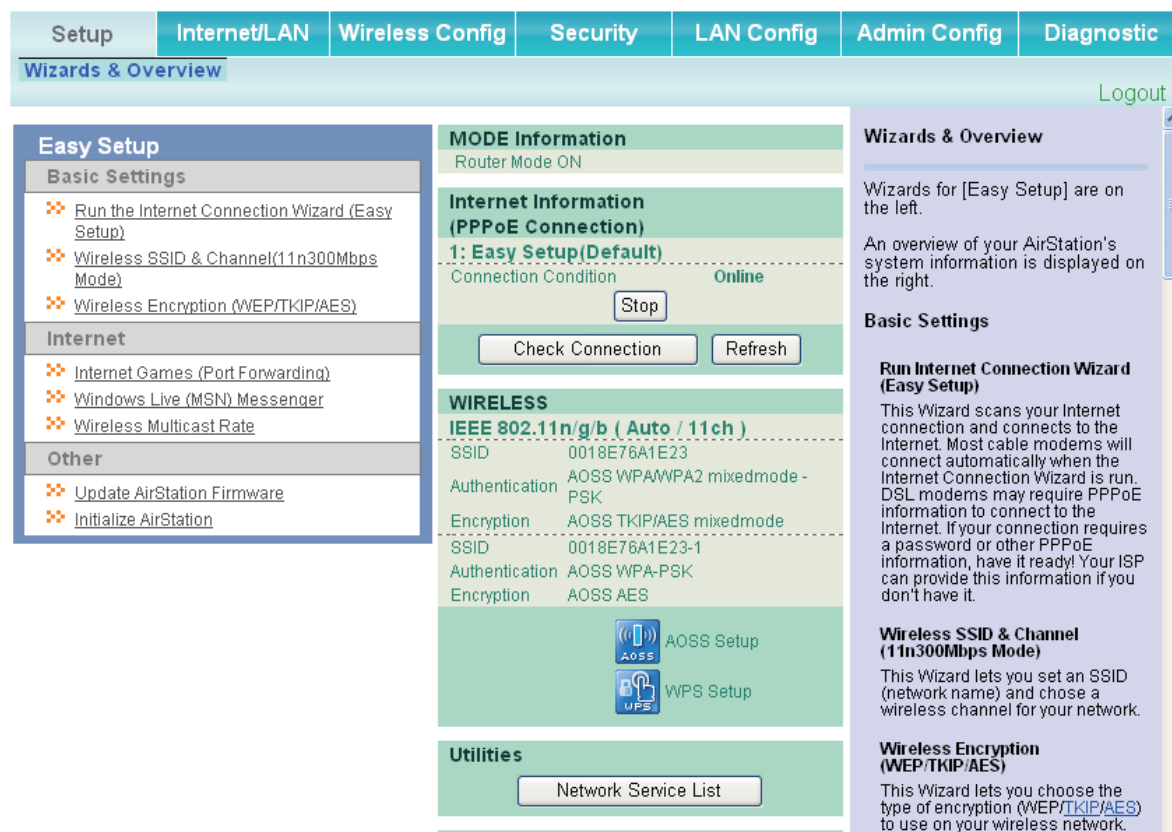 Setup
Internet/LAN
Wireless Config
Security
LAN Config
Admin Config
Diagnostic
Wizards & Overview
Logout
Easy Setup
Basic Settings
Run the Internet Connection Wizard (Easy
Setup)
Wireless SSID & Channel(11n300Mbps
Mode)
Wireless Encryption (WEP/TKIP/AES)
Internet
Internet Games (Port Forwarding)
Windows Live (MSN) Messenger
Wireless Multicast Rate
Other
Update AirStation Firmware
Initialize AirStation
MODE Information
Router Mode ON
Internet Information
(PPPoE Connection)
1: Easy Setup(Default)
Connection Condition Online
Stop
Check Connection Refresh
WIRELESS
IEEE 802.11n/g/b ( Auto / 11ch )
SSID 0018E76A1E23
Authentication AOSS WPA/WPA2 mixedmode -
PSK
Encryption AOSS TKIP/AES mixedmode
SSID 0018E76A1E23-1
Authentication AOSS WPA-PSK
Encryption AOSS AES
AOSS
AOSS Setup
WPS
WPS Setup
Utilities
Network Service List
Wizards & Overview
Wizards for [Easy Setup] are on
the left.
An overview of your AirStation's
system information is displayed on
the right.
Basic Settings
Run Internet Connection Wizard
(Easy Setup)
This Wizard scans your Internet
connection and connects to the
Internet. Most cable modems will
connect automatically when the
Internet Connection Wizard is run.
DSL modems may require PPPoE
information to connect to the
Internet. If your connection requires
a password or other PPPoE
information, have it ready! Your ISP
can provide this information if you
don't have it.
Wireless SSID & Channel
(11n300Mbps Mode)
This Wizard lets you set an SSID
(network name) and chose a
wireless channel for your network.
Wireless Encryption
(WEP/TKIP/AES)
This Wizard lets you choose the
type of encryption (WEP/TKIP/AES)
to use on your wireless network.